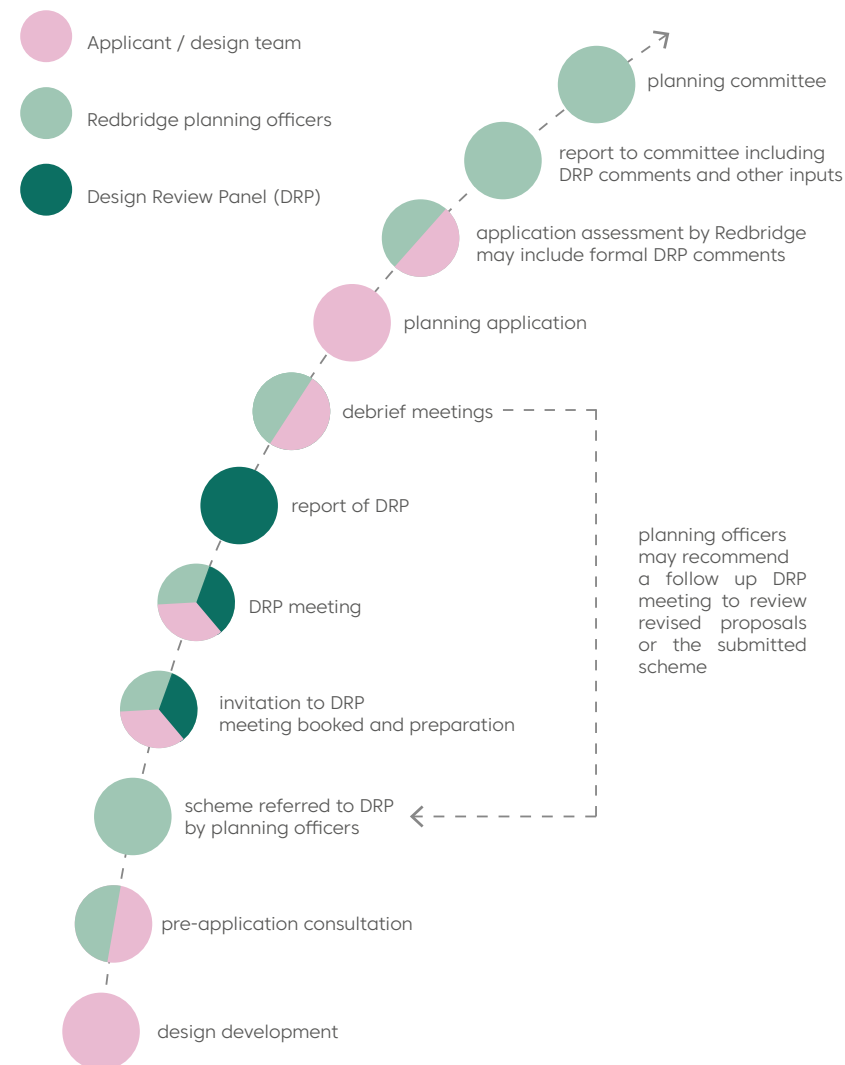 Applicant / design team
Redbridge planning officers
Design Review Panel (DRP)
planning committee
report to committee including
DRP comments and other inputs
application assessment by Redbridge
may include formal DRP comments
planning application
debrief meetings
report of DRP
planning officers
may recommend
a follow up DRP
meeting to review
revised proposals
or the submitted
scheme
DRP meeting
invitation to DRP
meeting booked and preparation
scheme referred to DRP
by planning officers
pre-application consultation
design development